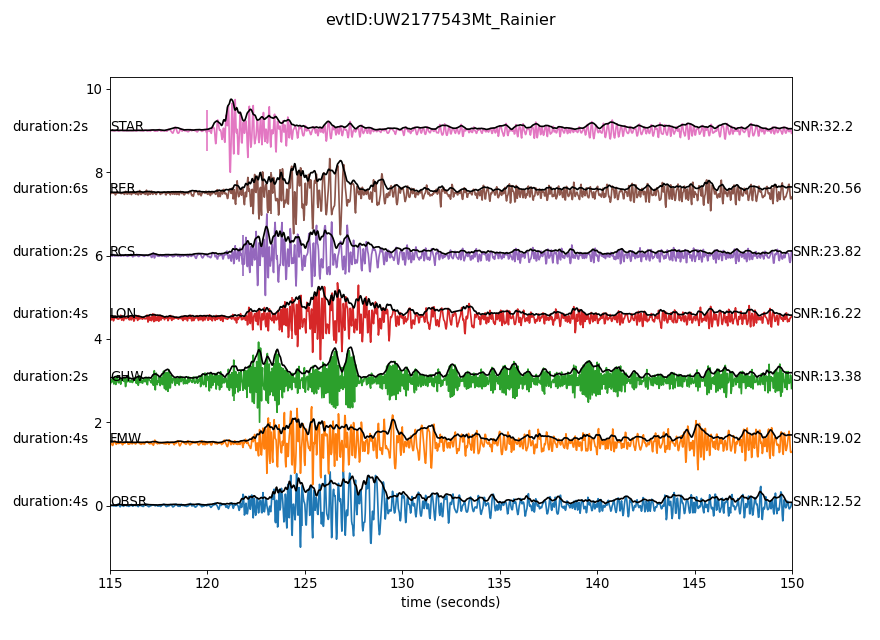 evtID:UW2177543Mt_Rainier
10
duration:2s STAR SNR:32.2
8
duration:6s RER SNR:20.56
duration:2s RCS SNR:23.82
6
duration:4s LON SNR:16.22
4
duration:2s GHW SNR:13.38
2
duration:4s FMW SNR:19.02
duration:4s OBSR SNR:12.52
0
115 120 125 130 135 140 145 150
time (seconds)